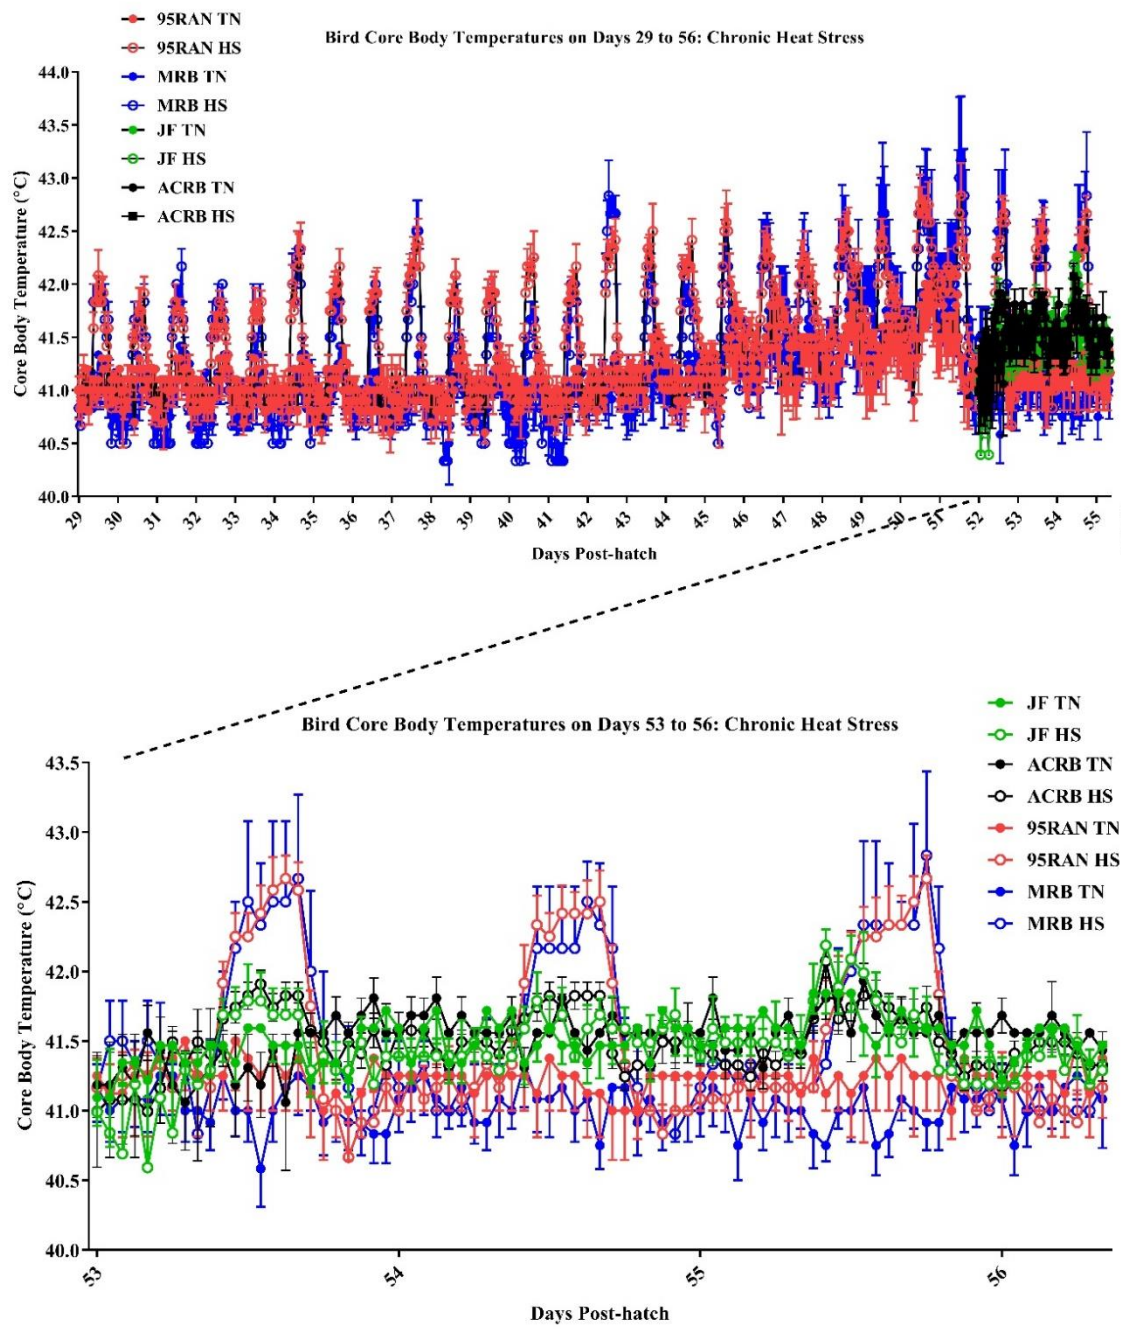 95RAN TN
95RAN HS
MRB TN
MRB HS
JF TN
JF HS
ACRB TN
ACRB HS
Bird Core Body Temperatures on Days 29 to 56: Chronic Heat Stress
Core Body Temperature (°C)
44.0
43.5
43.0
42.5
42.0
41.5
41.0
40.5
40.0
29 30 31 32 33 34 35 36 37 38 39 40 41 42 43 44 45 46 47 48 49 50 51 52 53 54 55
Days Post-hatch
Bird Core Body Temperatures on Days 53 to 56: Chronic Heat Stress
JF TN
JF HS
ACRB TN
ACRB HS
95RAN TN
95RAN HS
MRB TN
MRB HS
Core Body Temperature (°C)
43.5
43.0
42.5
42.0
41.5
41.0
40.5
40.0
53 54 55 56
Days Post-hatch